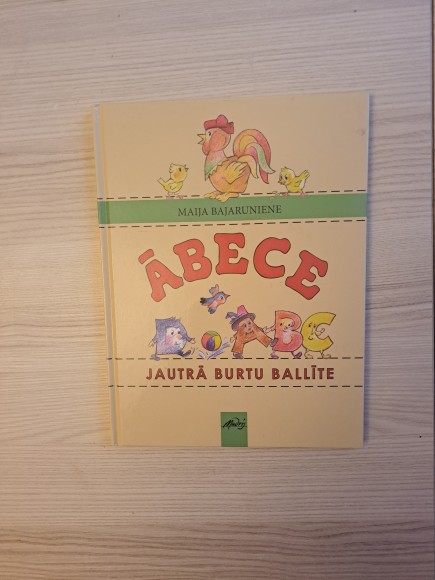 MAIJA BAJARUNIENE
ĀBECE
ABC
JAUTRĀ BURTU BALLĪTE